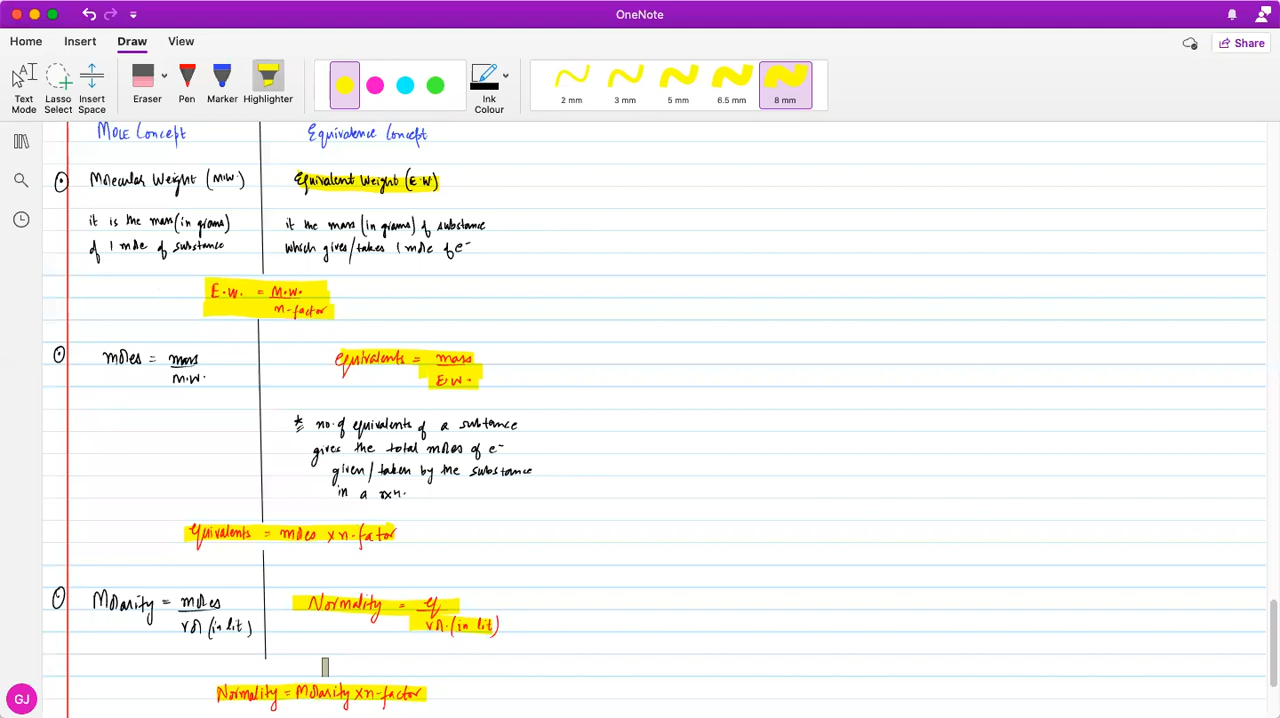 OneNote
Home Insert Draw View
Share
Text Mode
Lasso Select
Insert Space
Eraser
Pen
Marker
Highlighter
Ink Colour
2 mm
3 mm
5 mm
6.5 mm
8 mm
Mole Concept
Equivalence Concept
Molecular Weight (M.W.)
it is the mass (in grams)
of 1 mole of substance
Equivalent Weight (E.W.)
it the mass (in grams) of substance
which gives/takes 1 mole of e-
E.W. = M.W.
n-factor
moles = mass
M.W.
equivalents = mass
E.W.
* no. of equivalents of a substance
gives the total moles of e-
given/taken by the substance
in a rxn.
equivalents = moles x n-factor
Molarity = moles
(in lit)
Normality = eq
(in lit)
Normality = Molarity x n-factor
GJ